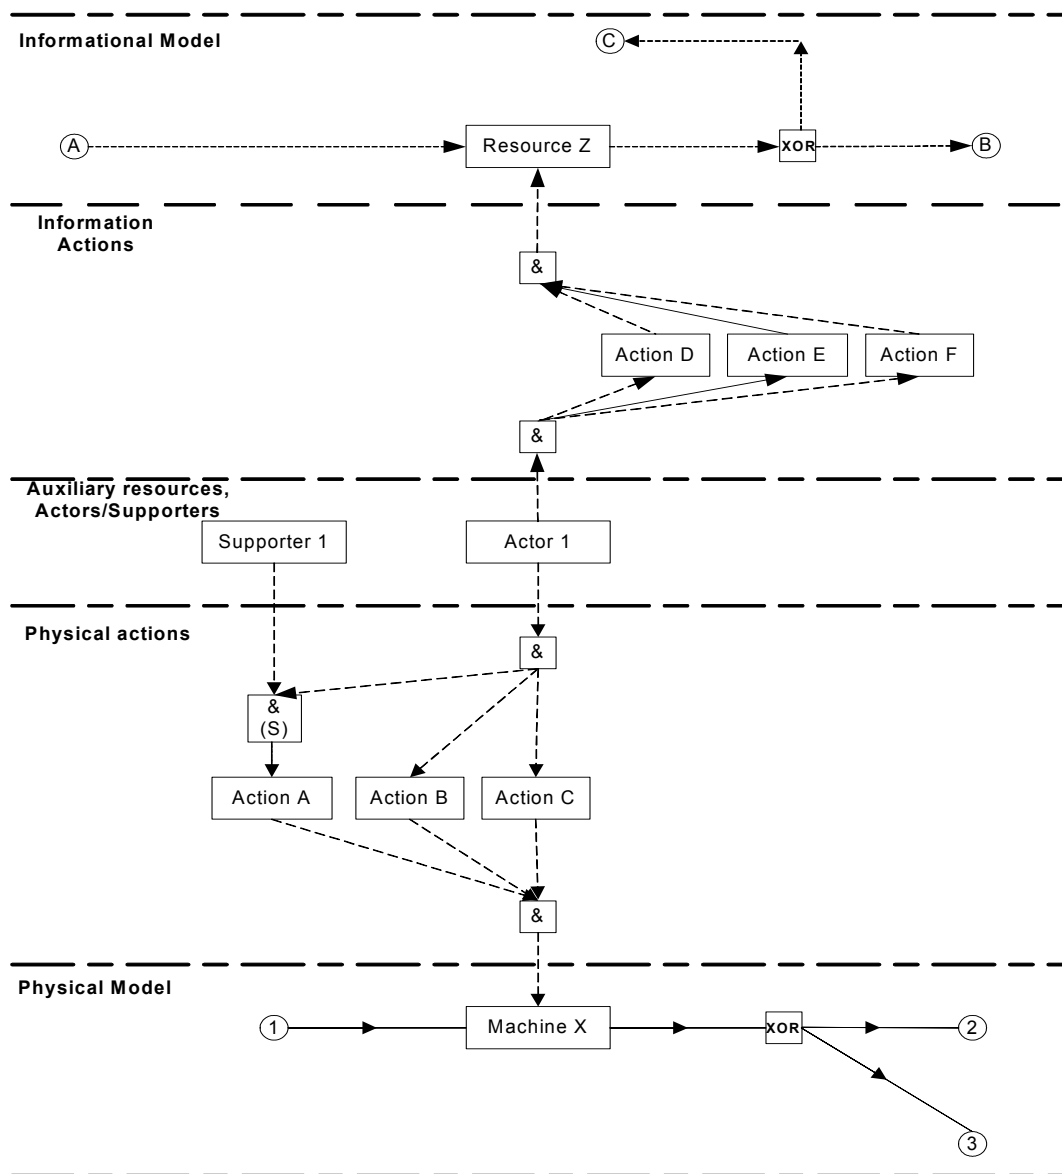 Informational Model
C
A
Resource Z
XOR
B
Information
Actions
&
Action D
Action E
Action F
&
Auxiliary resources,
Actors/Supporters
Supporter 1
Actor 1
Physical actions
&
&
(S)
Action A
Action B
Action C
&
Physical Model
1
Machine X
XOR
2
3